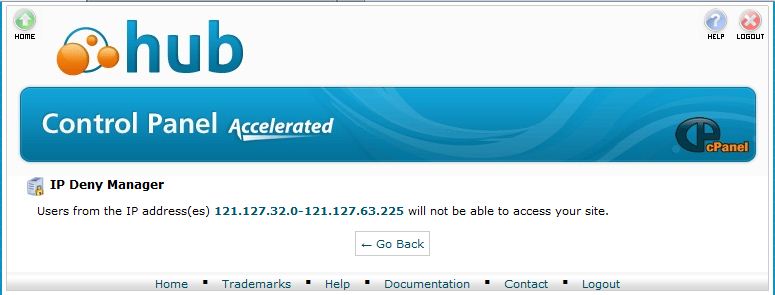 HOME
hub
HELP
LOGOUT
Control Panel Accelerated
cPanel
IP Deny Manager
Users from the IP address(es) 121.127.32.0-121.127.63.225 will not be able to access your site.
← Go Back
Home ▪ Trademarks ▪ Help ▪ Documentation ▪ Contact ▪ Logout